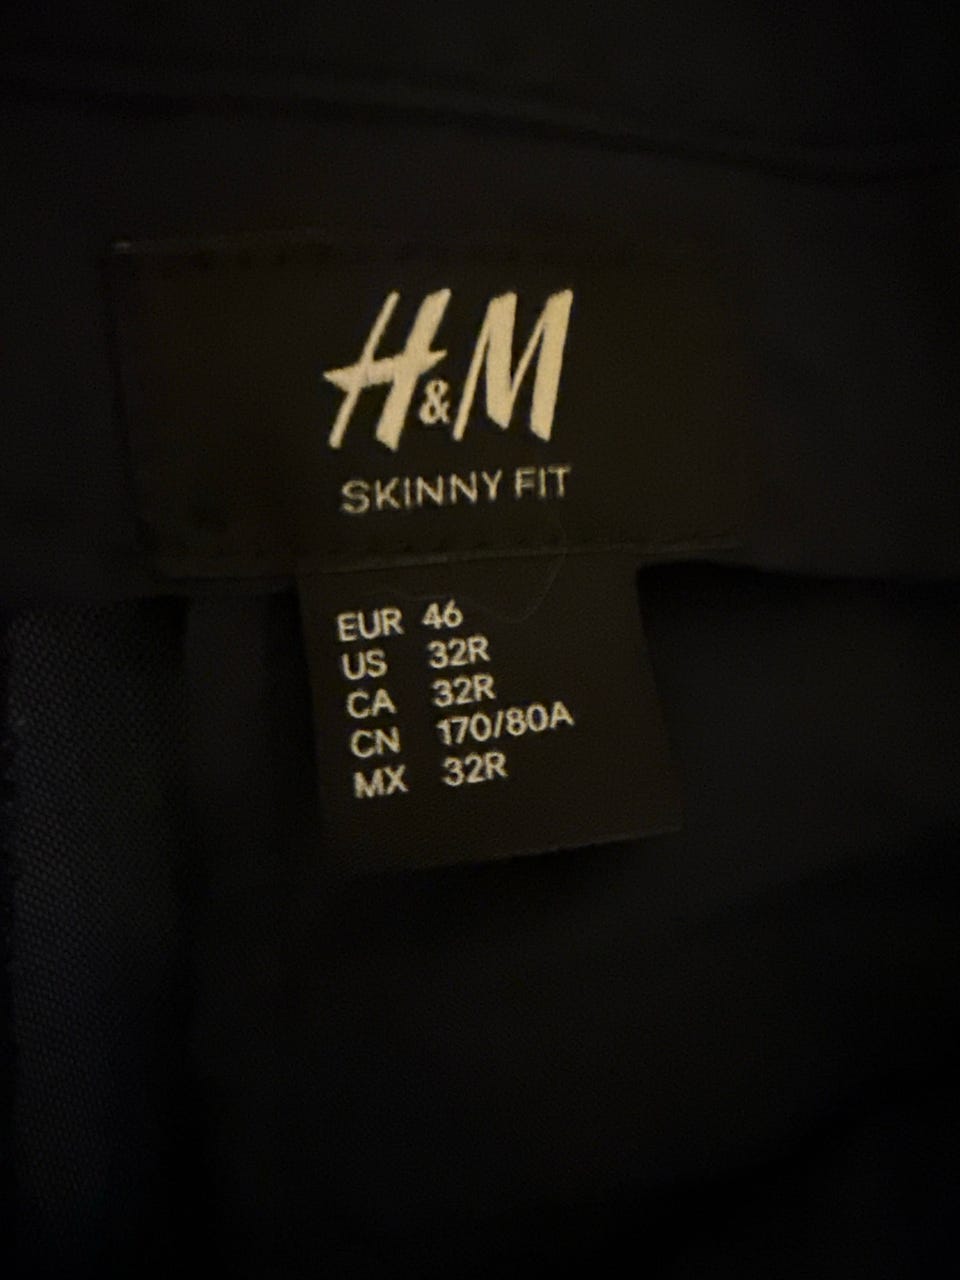 H&M
SKINNY FIT
EUR 46
US 32R
CA 32R
CN 170/80A
MX 32R